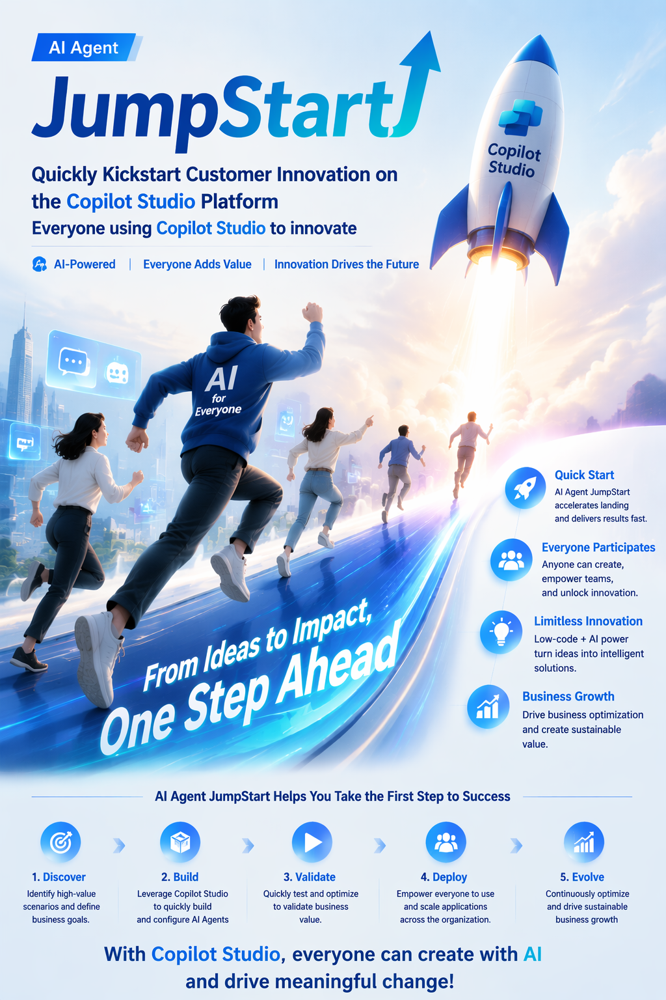 AI Agent
JumpStart
Quickly Kickstart Customer Innovation on
the Copilot Studio Platform
Everyone using Copilot Studio to innovate
AI-Powered | Everyone Adds Value | Innovation Drives the Future
Copilot
Studio
AI
for
Everyone
From Ideas to Impact,
One Step Ahead
Quick Start
AI Agent JumpStart
accelerates landing
and delivers results fast.
Everyone Participates
Anyone can create,
empower teams,
and unlock innovation.
Limitless Innovation
Low-code + AI power
turn ideas into intelligent
solutions.
Business Growth
Drive business optimization
and create sustainable
value.
AI Agent JumpStart Helps You Take the First Step to Success
1. Discover
Identify high-value
scenarios and define
business goals.
2. Build
Leverage Copilot Studio
to quickly build
and configure AI Agents
3. Validate
Quickly test and optimize
to validate business
value.
4. Deploy
Empower everyone to use
and scale applications
across the organization.
5. Evolve
Continuously optimize
and drive sustainable
business growth
With Copilot Studio, everyone can create with AI
and drive meaningful change!